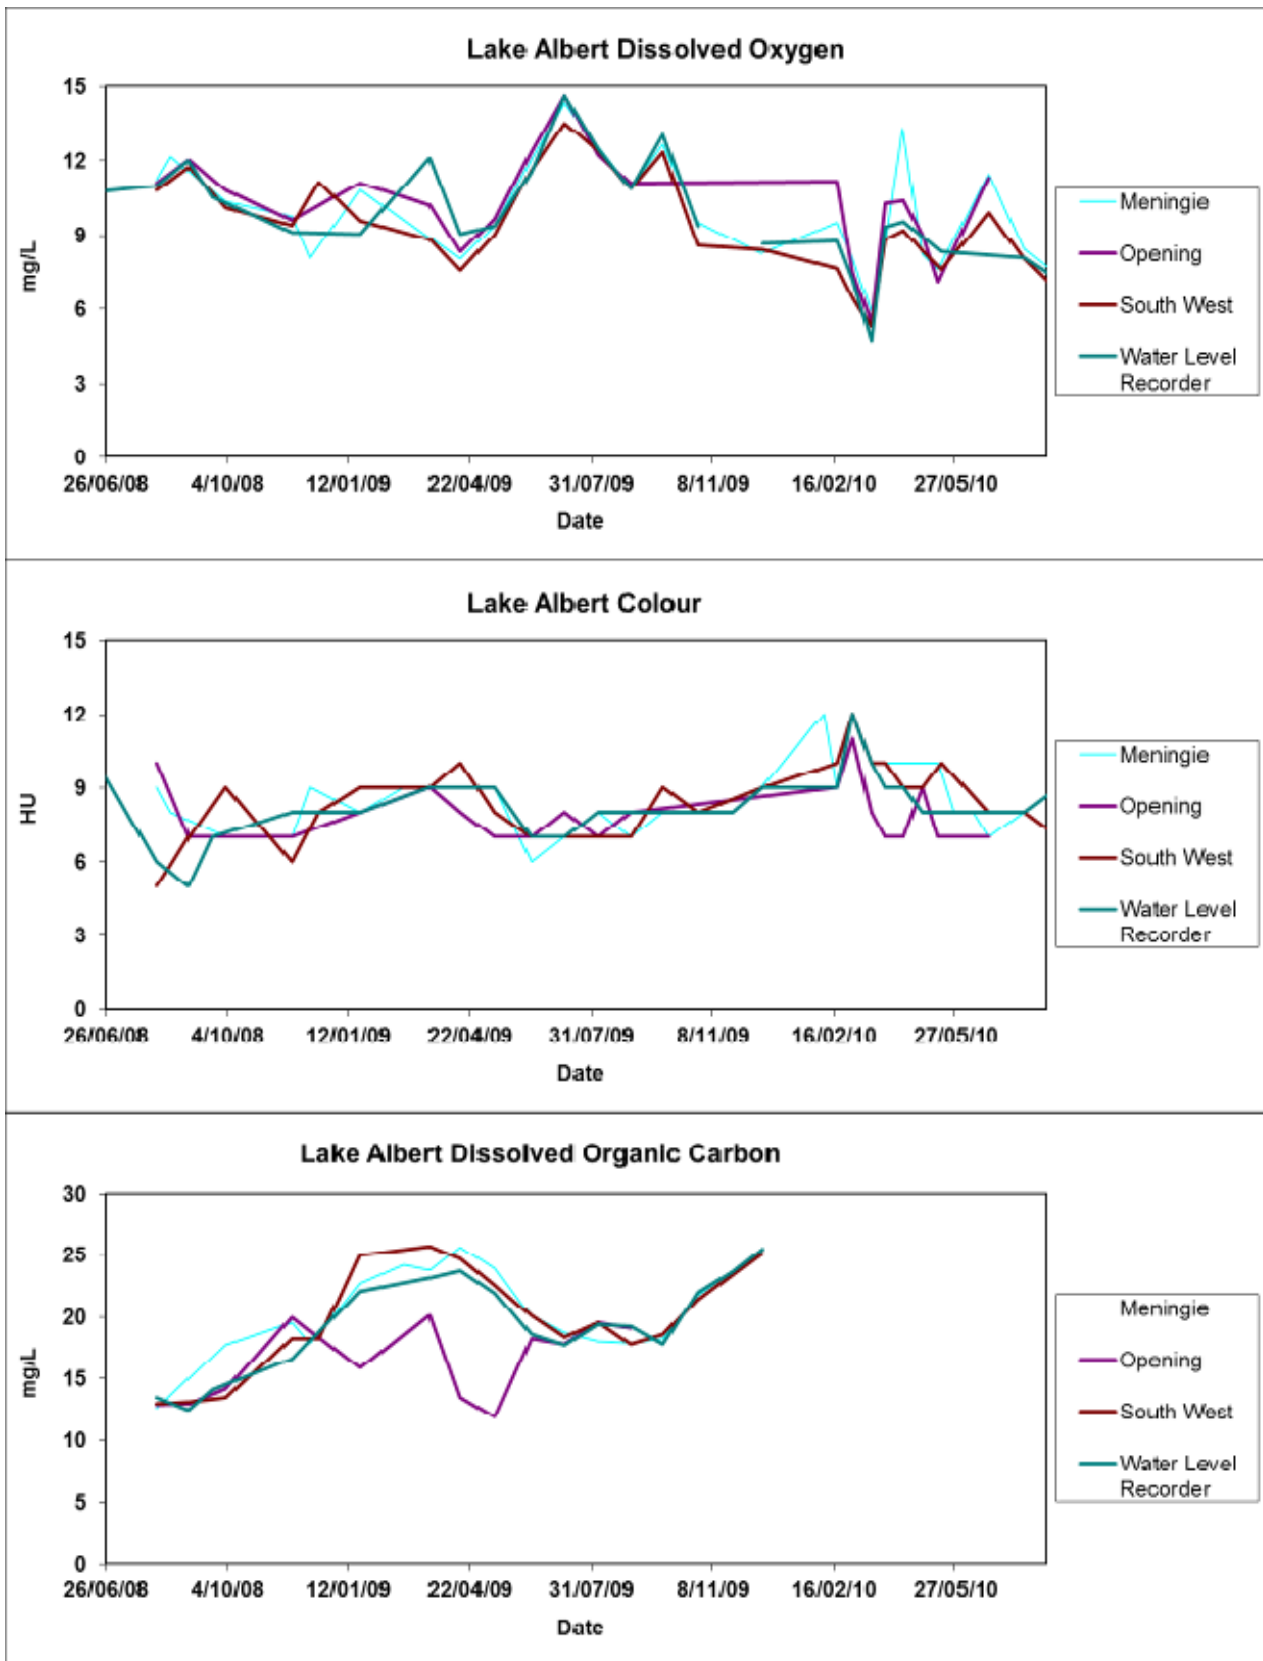 Lake Albert Dissolved Oxygen
15
12
9
6
3
0
mg/L
26/06/08 4/10/08 12/01/09 22/04/09 31/07/09 8/11/09 16/02/10 27/05/10
Date
Meningie
Opening
South West
Water Level
Recorder
Lake Albert Colour
15
12
9
6
3
0
HU
26/06/08 4/10/08 12/01/09 22/04/09 31/07/09 8/11/09 16/02/10 27/05/10
Date
Meningie
Opening
South West
Water Level
Recorder
Lake Albert Dissolved Organic Carbon
30
25
20
15
10
5
0
mg/L
26/06/08 4/10/08 12/01/09 22/04/09 31/07/09 8/11/09 16/02/10 27/05/10
Date
Meningie
Opening
South West
Water Level
Recorder